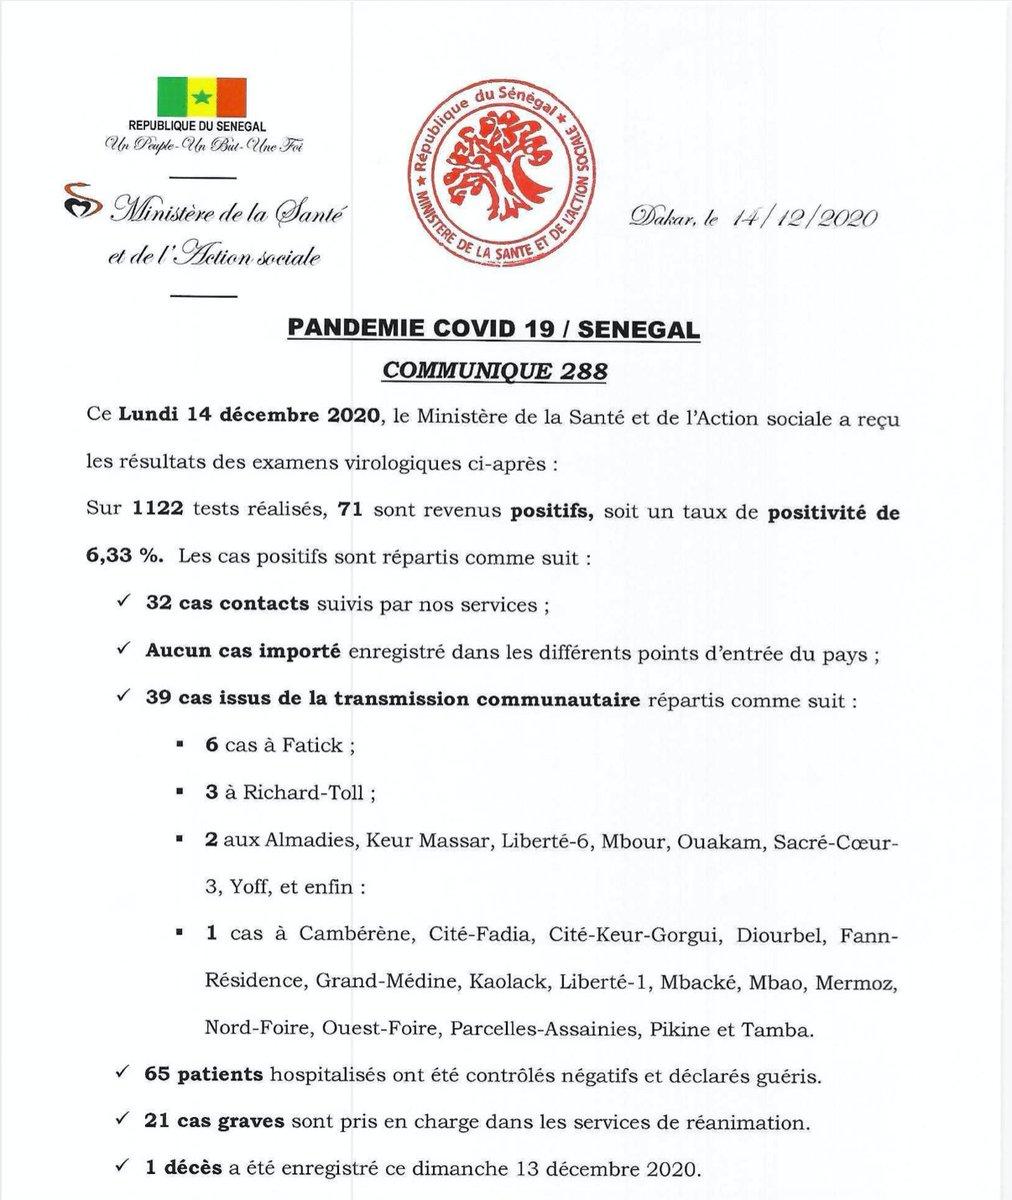 REPUBLIQUE DU SENEGAL
Un Peuple-Un But-Une Foi
Ministère de la Santé
et de l'Action sociale
★ République du Sénégal ★
MINISTÈRE DE LA SANTE ET DE L'ACTION SOCIALE
Dakar, le 14/12/2020
PANDEMIE COVID 19 / SENEGAL
COMMUNIQUE 288
Ce Lundi 14 décembre 2020, le Ministère de la Santé et de l'Action sociale a reçu
les résultats des examens virologiques ci-après :
Sur 1122 tests réalisés, 71 sont revenus positifs, soit un taux de positivité de
6,33 %. Les cas positifs sont répartis comme suit :
✓ 32 cas contacts suivis par nos services ;
✓ Aucun cas importé enregistré dans les différents points d'entrée du pays ;
✓ 39 cas issus de la transmission communautaire répartis comme suit :
▪ 6 cas à Fatick ;
▪ 3 à Richard-Toll ;
▪ 2 aux Almadies, Keur Massar, Liberté-6, Mbour, Ouakam, Sacré-Cœur-
3, Yoff, et enfin :
▪ 1 cas à Cambérène, Cité-Fadia, Cité-Keur-Gorgui, Diourbel, Fann-
Résidence, Grand-Médine, Kaolack, Liberté-1, Mbacké, Mbao, Mermoz,
Nord-Foire, Ouest-Foire, Parcelles-Assainies, Pikine et Tamba.
✓ 65 patients hospitalisés ont été contrôlés négatifs et déclarés guéris.
✓ 21 cas graves sont pris en charge dans les services de réanimation.
✓ 1 décès a été enregistré ce dimanche 13 décembre 2020.